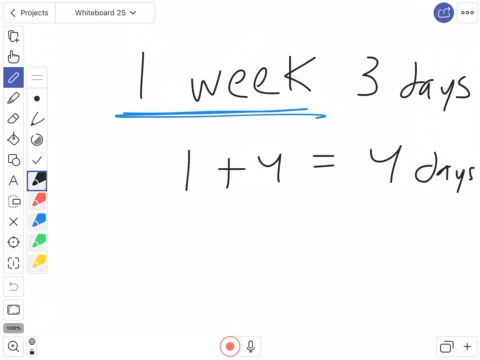 Projects
Whiteboard 25
1 week 3 days
1 + 4 = 4 days
A
100%